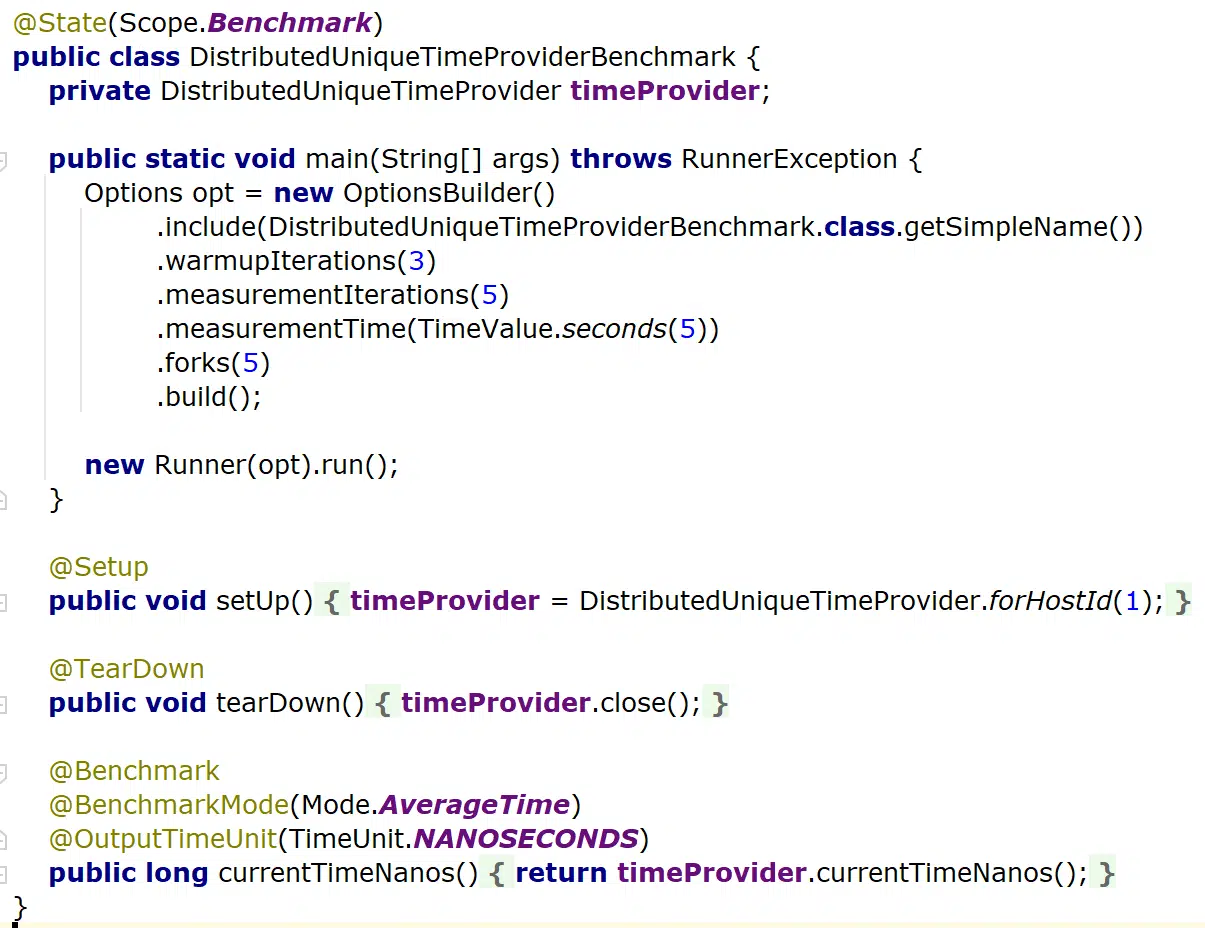 @State(Scope.Benchmark)
public class DistributedUniqueTimeProviderBenchmark {
private DistributedUniqueTimeProvider timeProvider;
public static void main(String[] args) throws RunnerException {
Options opt = new OptionsBuilder()
.include(DistributedUniqueTimeProviderBenchmark.class.getSimpleName())
.warmupIterations(3)
.measurementIterations(5)
.measurementTime(TimeValue.seconds(5))
.forks(5)
.build();
new Runner(opt).run();
}
@Setup
public void setUp() { timeProvider = DistributedUniqueTimeProvider.forHostId(1); }
@TearDown
public void tearDown() { timeProvider.close(); }
@Benchmark
@BenchmarkMode(Mode.AverageTime)
@OutputTimeUnit(TimeUnit.NANOSECONDS)
public long currentTimeNanos() { return timeProvider.currentTimeNanos(); }
}